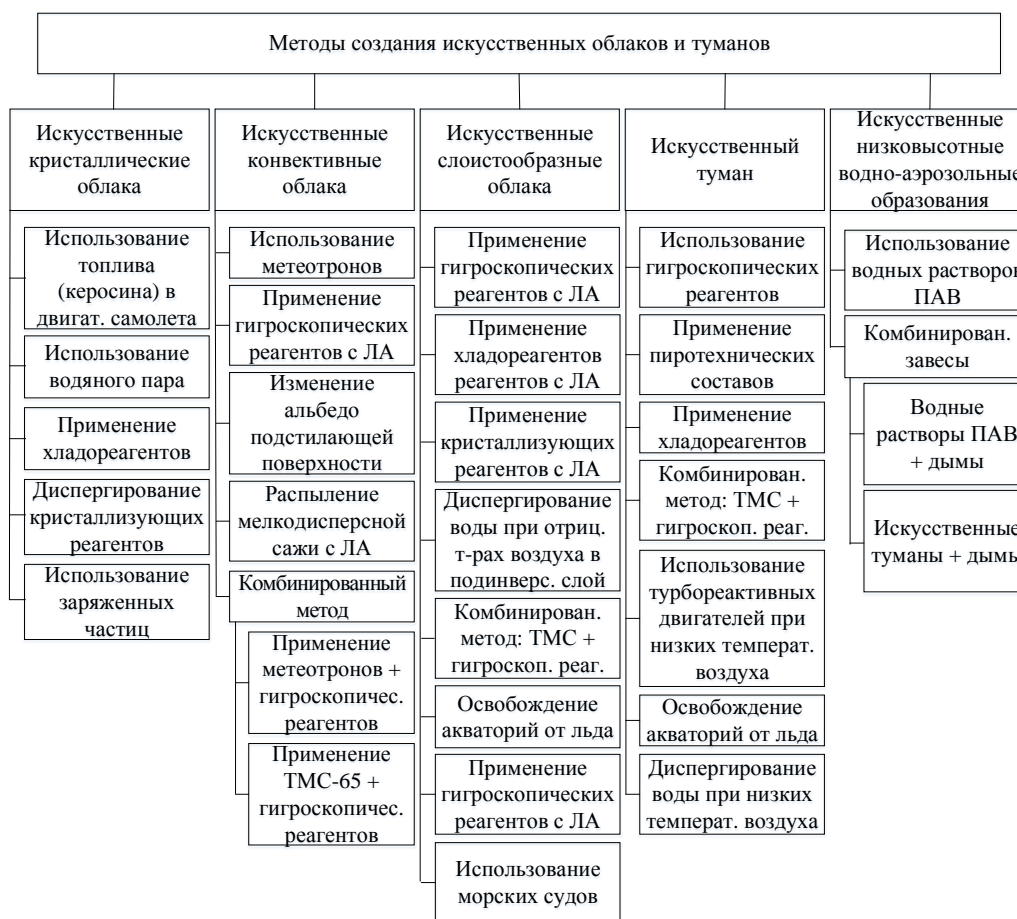 Методы создания искусственных облаков и туманов
Искусственные
кристаллические
облака
Использование
топлива
(керосина) в
двигат. самолета
Использование
водяного пара
Применение
хладореагентов
Диспергирование
кристаллизующих
реагентов
Использование
заряженных
частиц
Искусственные
конвективные
облака
Использование
метеотронов
Применение
гигроскопических
реагентов с ЛА
Изменение
альбедо
подстилающей
поверхности
Распыление
мелкодисперсной
сажи с ЛА
Комбинированный
метод
Применение
метеотронов +
гигроскопичес.
реагентов
Применение
ТМС-65 +
гигроскопичес.
реагентов
Искусственные
слоистообразные
облака
Применение
гигроскопических
реагентов с ЛА
Применение
хладореагентов
реагентов с ЛА
Применение
кристаллизующих
реагентов с ЛА
Диспергирование
воды при отриц.
т-рах воздуха в
подинверс. слой
Комбинирован.
метод: ТМС +
гигроскоп. реаг.
Освобождение
акваторий от льда
Применение
гигроскопических
реагентов с ЛА
Использование
морских судов
Искусственный
туман
Использование
гигроскопических
реагентов
Применение
пиротехнических
составов
Применение
хладореагентов
Комбинирован.
метод: ТМС +
гигроскоп. реаг.
Использование
турбореактивных
двигателей при
низких температ.
воздуха
Освобождение
акваторий от льда
Диспергирование
воды при низких
температ. воздуха
Искусственные
низковысотные
водно-аэрозольные
образования
Использование
водных растворов
ПАВ
Комбинирован.
завесы
Водные
растворы ПАВ
+ дымы
Искусственные
туманы + дымы